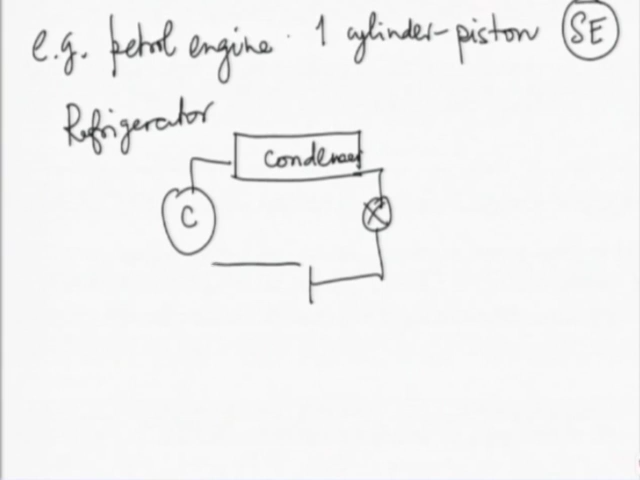 e.g. petrol engine. 1 cylinder-piston SE
Refrigerator
Condenser
C